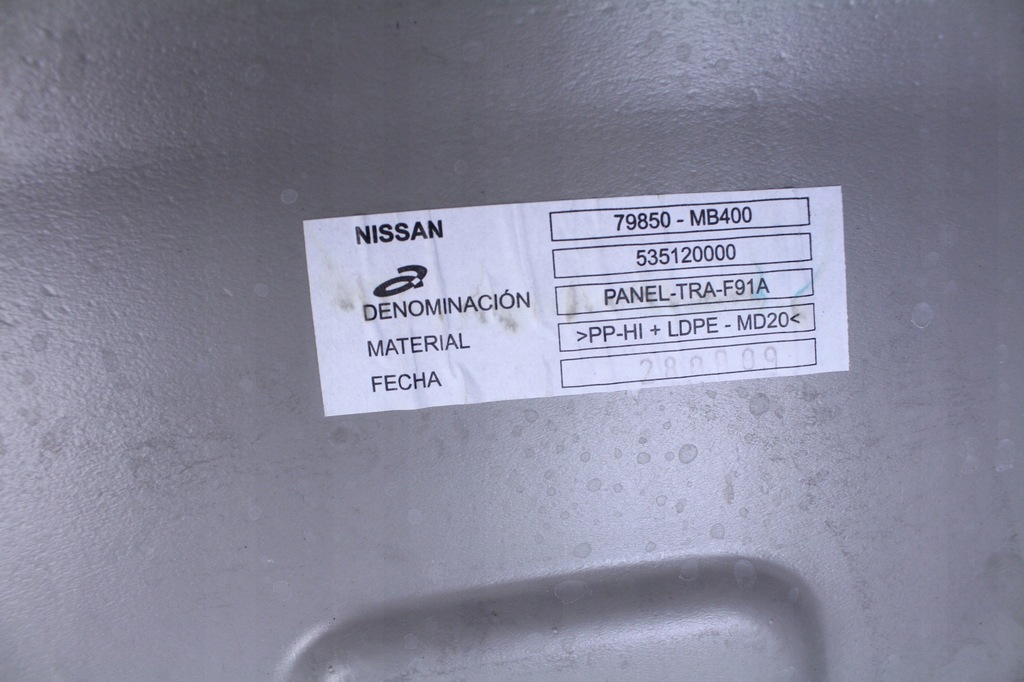 NISSAN 79850 - MB400
535120000
DENOMINACIÓN PANEL-TRA-F91A
MATERIAL >PP-HI + LDPE - MD20<
FECHA